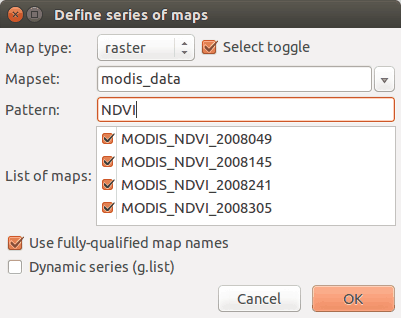 Define series of maps
Map type: raster Select toggle
Mapset: modis_data
Pattern: NDVI
List of maps:
MODIS_NDVI_2008049
MODIS_NDVI_2008145
MODIS_NDVI_2008241
MODIS_NDVI_2008305
Use fully-qualified map names
Dynamic series (g.list)
Cancel OK